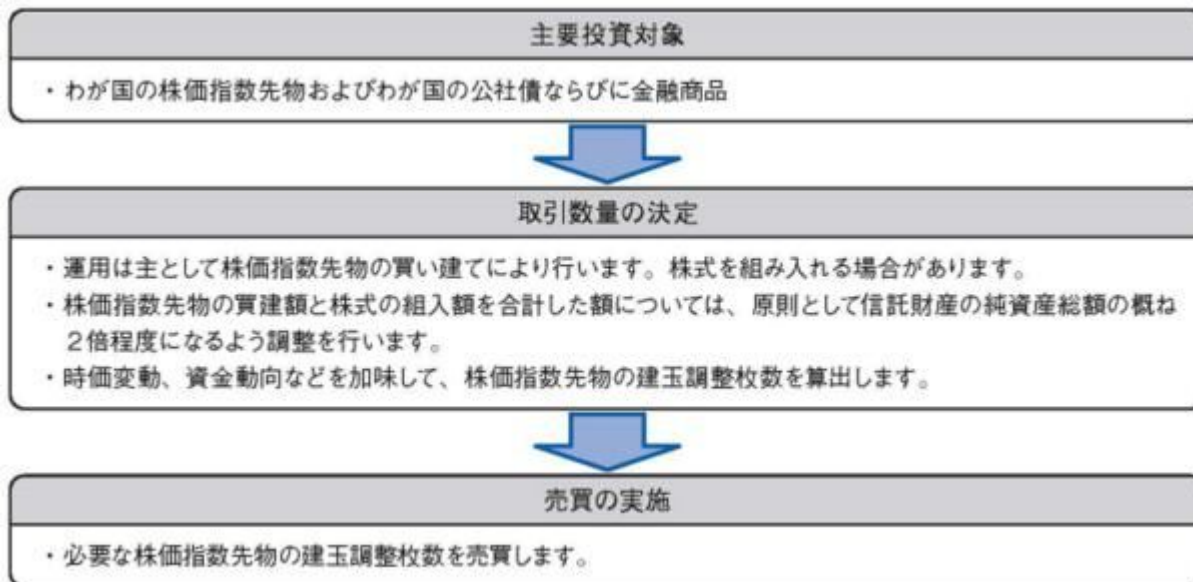 主要投資対象
・わが国の株価指数先物およびわが国の公社債ならびに金融商品
取引数量の決定
・運用は主として株価指数先物の買い建てにより行います。株式を組み入れる場合があります。
・株価指数先物の買建額と株式の組入額を合計した額については、原則として信託財産の純資産総額の概ね
２倍程度になるよう調整を行います。
・時価変動、資金動向などを加味して、株価指数先物の建玉調整枚数を算出します。
売買の実施
・必要な株価指数先物の建玉調整枚数を売買します。